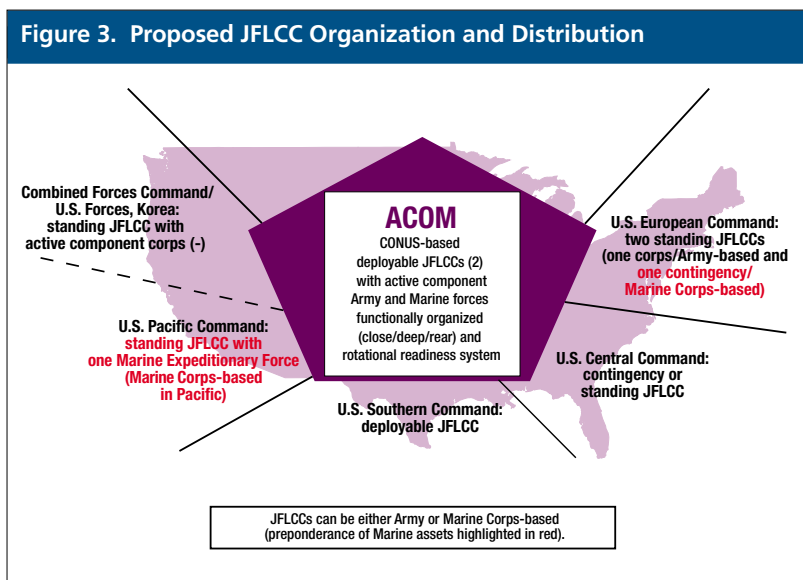 Figure 3. Proposed JFLCC Organization and Distribution
Combined Forces Command/
U.S. Forces, Korea:
standing JFLCC with
active component corps (-)
ACOM
CONUS-based
deployable JFLCCs (2)
with active component
Army and Marine forces
functionally organized
(close/deep/rear) and
rotational readiness system
U.S. European Command:
two standing JFLCCs
(one corps/Army-based and
one contingency/
Marine Corps-based)
U.S. Pacific Command:
standing JFLCC with
one Marine Expeditionary Force
(Marine Corps-based
in Pacific)
U.S. Central Command:
contingency or
standing JFLCC
U.S. Southern Command:
deployable JFLCC
JFLCCs can be either Army or Marine Corps-based
(preponderance of Marine assets highlighted in red).